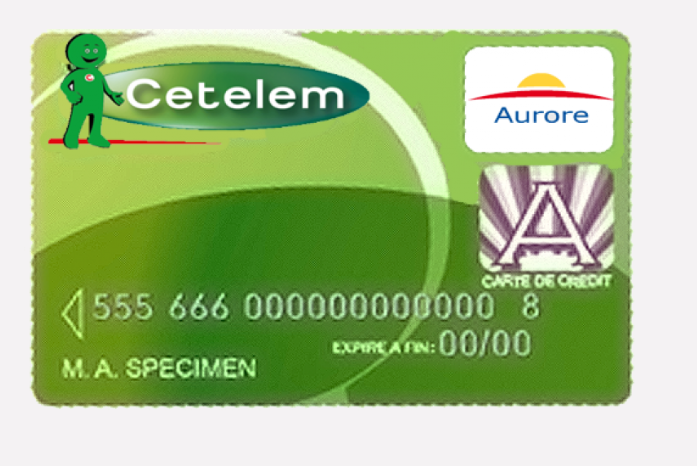 Cetelem
Aurore
A
CARTE DE CREDIT
555 666 000000000000 8
EXPIRE A FIN: 00/00
M. A. SPECIMEN